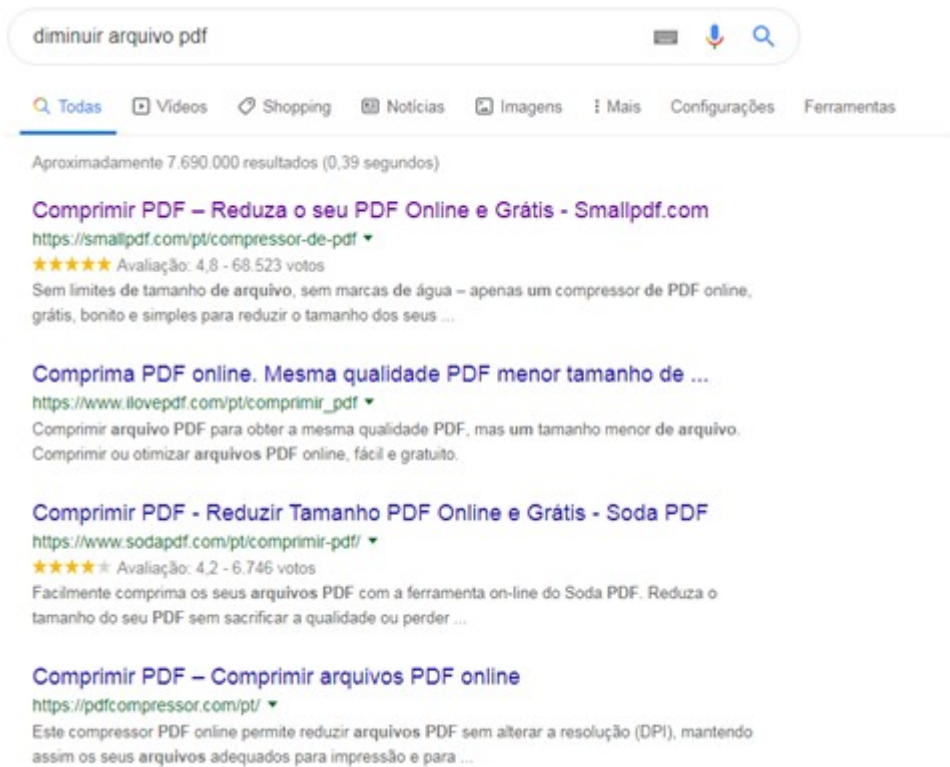 diminuir arquivo pdf
Todas Vídeos Shopping Notícias Imagens Mais Configurações Ferramentas
Aproximadamente 7.690.000 resultados (0,39 segundos)
Comprimir PDF – Reduza o seu PDF Online e Grátis - Smallpdf.com
https://smallpdf.com/pt/compressor-de-pdf
Avaliação: 4,8 - 68.523 votos
Sem limites de tamanho de arquivo, sem marcas de água – apenas um compressor de PDF online,
grátis, bonito e simples para reduzir o tamanho dos seus ...
Comprima PDF online. Mesma qualidade PDF menor tamanho de ...
https://www.ilovepdf.com/pt/comprimir_pdf
Comprimir arquivo PDF para obter a mesma qualidade PDF, mas um tamanho menor de arquivo.
Comprimir ou otimizar arquivos PDF online, fácil e gratuito.
Comprimir PDF - Reduzir Tamanho PDF Online e Grátis - Soda PDF
https://www.sodapdf.com/pt/comprimir-pdf/
Avaliação: 4,2 - 6.746 votos
Facilmente comprima os seus arquivos PDF com a ferramenta on-line do Soda PDF. Reduza o
tamanho do seu PDF sem sacrificar a qualidade ou perder ...
Comprimir PDF – Comprimir arquivos PDF online
https://pdfcompressor.com/pt/
Este compressor PDF online permite reduzir arquivos PDF sem alterar a resolução (DPI), mantendo
assim os seus arquivos adequados para impressão e para ...